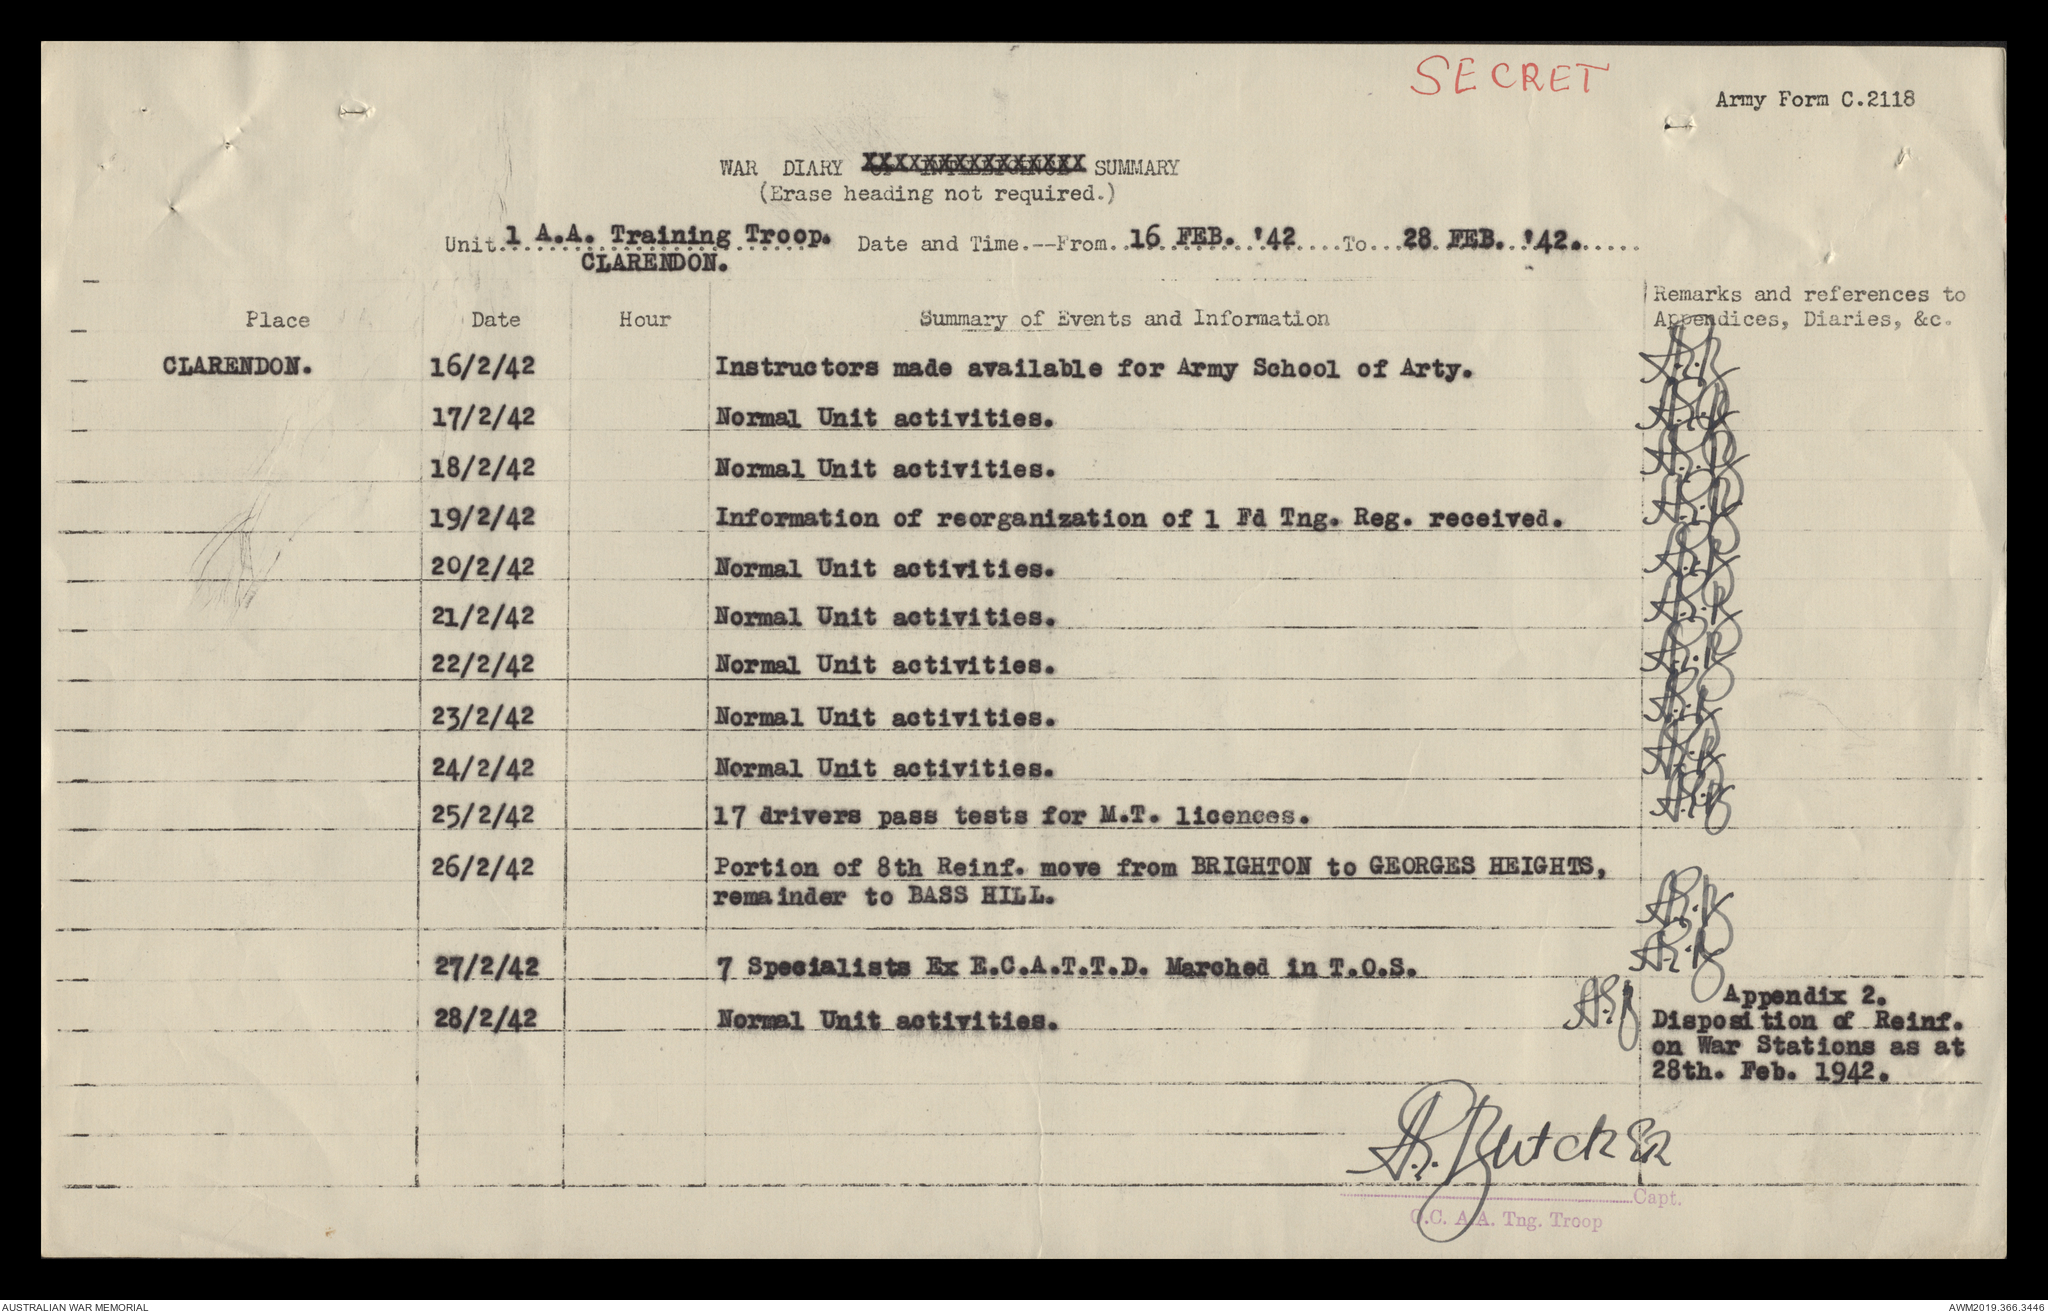 SECRET
Army Form C.2118
WAR DIARY SUMMARY
(Erase heading not required.)
Unit 1 A.A. Training Troop. Date and Time.--From 16 FEB. '42 To 28 FEB. '42.
CLARENDON.
Place Date Hour Summary of Events and Information Remarks and references to Appendices, Diaries, &c.
CLARENDON. 16/2/42 Instructors made available for Army School of Arty.
17/2/42 Normal Unit activities.
18/2/42 Normal Unit activities.
19/2/42 Information of reorganization of 1 Fd Tng. Reg. received.
20/2/42 Normal Unit activities.
21/2/42 Normal Unit activities.
22/2/42 Normal Unit activities.
23/2/42 Normal Unit activities.
24/2/42 Normal Unit activities.
25/2/42 17 drivers pass tests for M.T. licences.
26/2/42 Portion of 8th Reinf. move from BRIGHTON to GEORGES HEIGHTS,
remainder to BASS HILL.
27/2/42 7 Specialists Ex E.C.A.T.T.D. Marched in T.O.S.
28/2/42 Normal Unit activities.
Appendix 2.
Disposition of Reinf.
on War Stations as at
28th. Feb. 1942.
Butcher
Capt.
O.C. A.A. Tng. Troop
AUSTRALIAN WAR MEMORIAL
AWM2019.366.3446